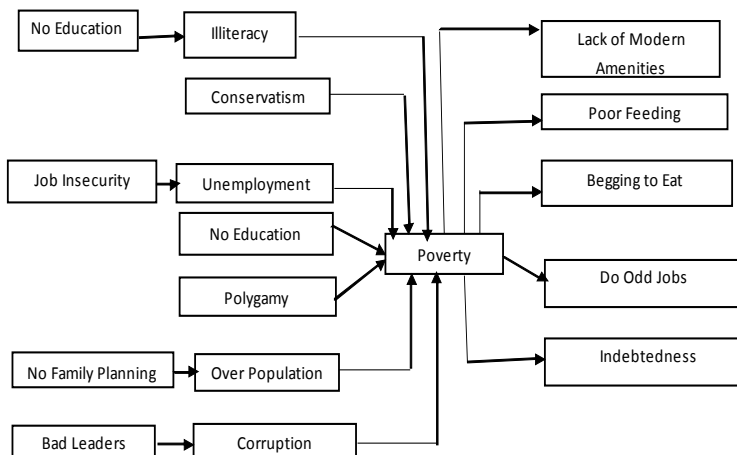 No Education
Illiteracy
Lack of Modern
Amenities
Conservatism
Poor Feeding
Job Insecurity
Unemployment
Begging to Eat
No Education
Poverty
Do Odd Jobs
Polygamy
No Family Planning
Over Population
Indebtedness
Bad Leaders
Corruption